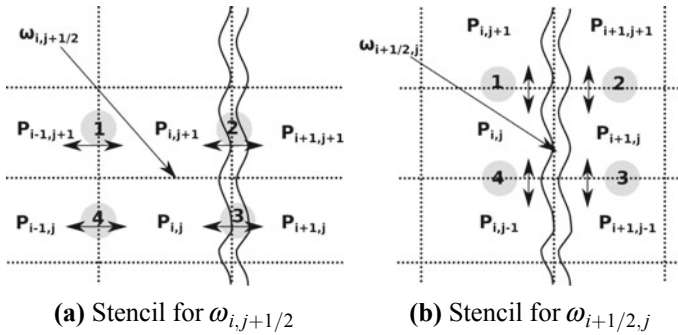 ω_{i,j+1/2}
1
2
P_{i-1,j+1}
P_{i,j+1}
P_{i+1,j+1}
4
3
P_{i-1,j}
P_{i,j}
P_{i+1,j}
(a) Stencil for ω_{i,j+1/2}
P_{i,j+1}
P_{i+1,j+1}
ω_{i+1/2,j}
1
2
P_{i,j}
P_{i+1,j}
4
3
P_{i,j-1}
P_{i+1,j-1}
(b) Stencil for ω_{i+1/2,j}